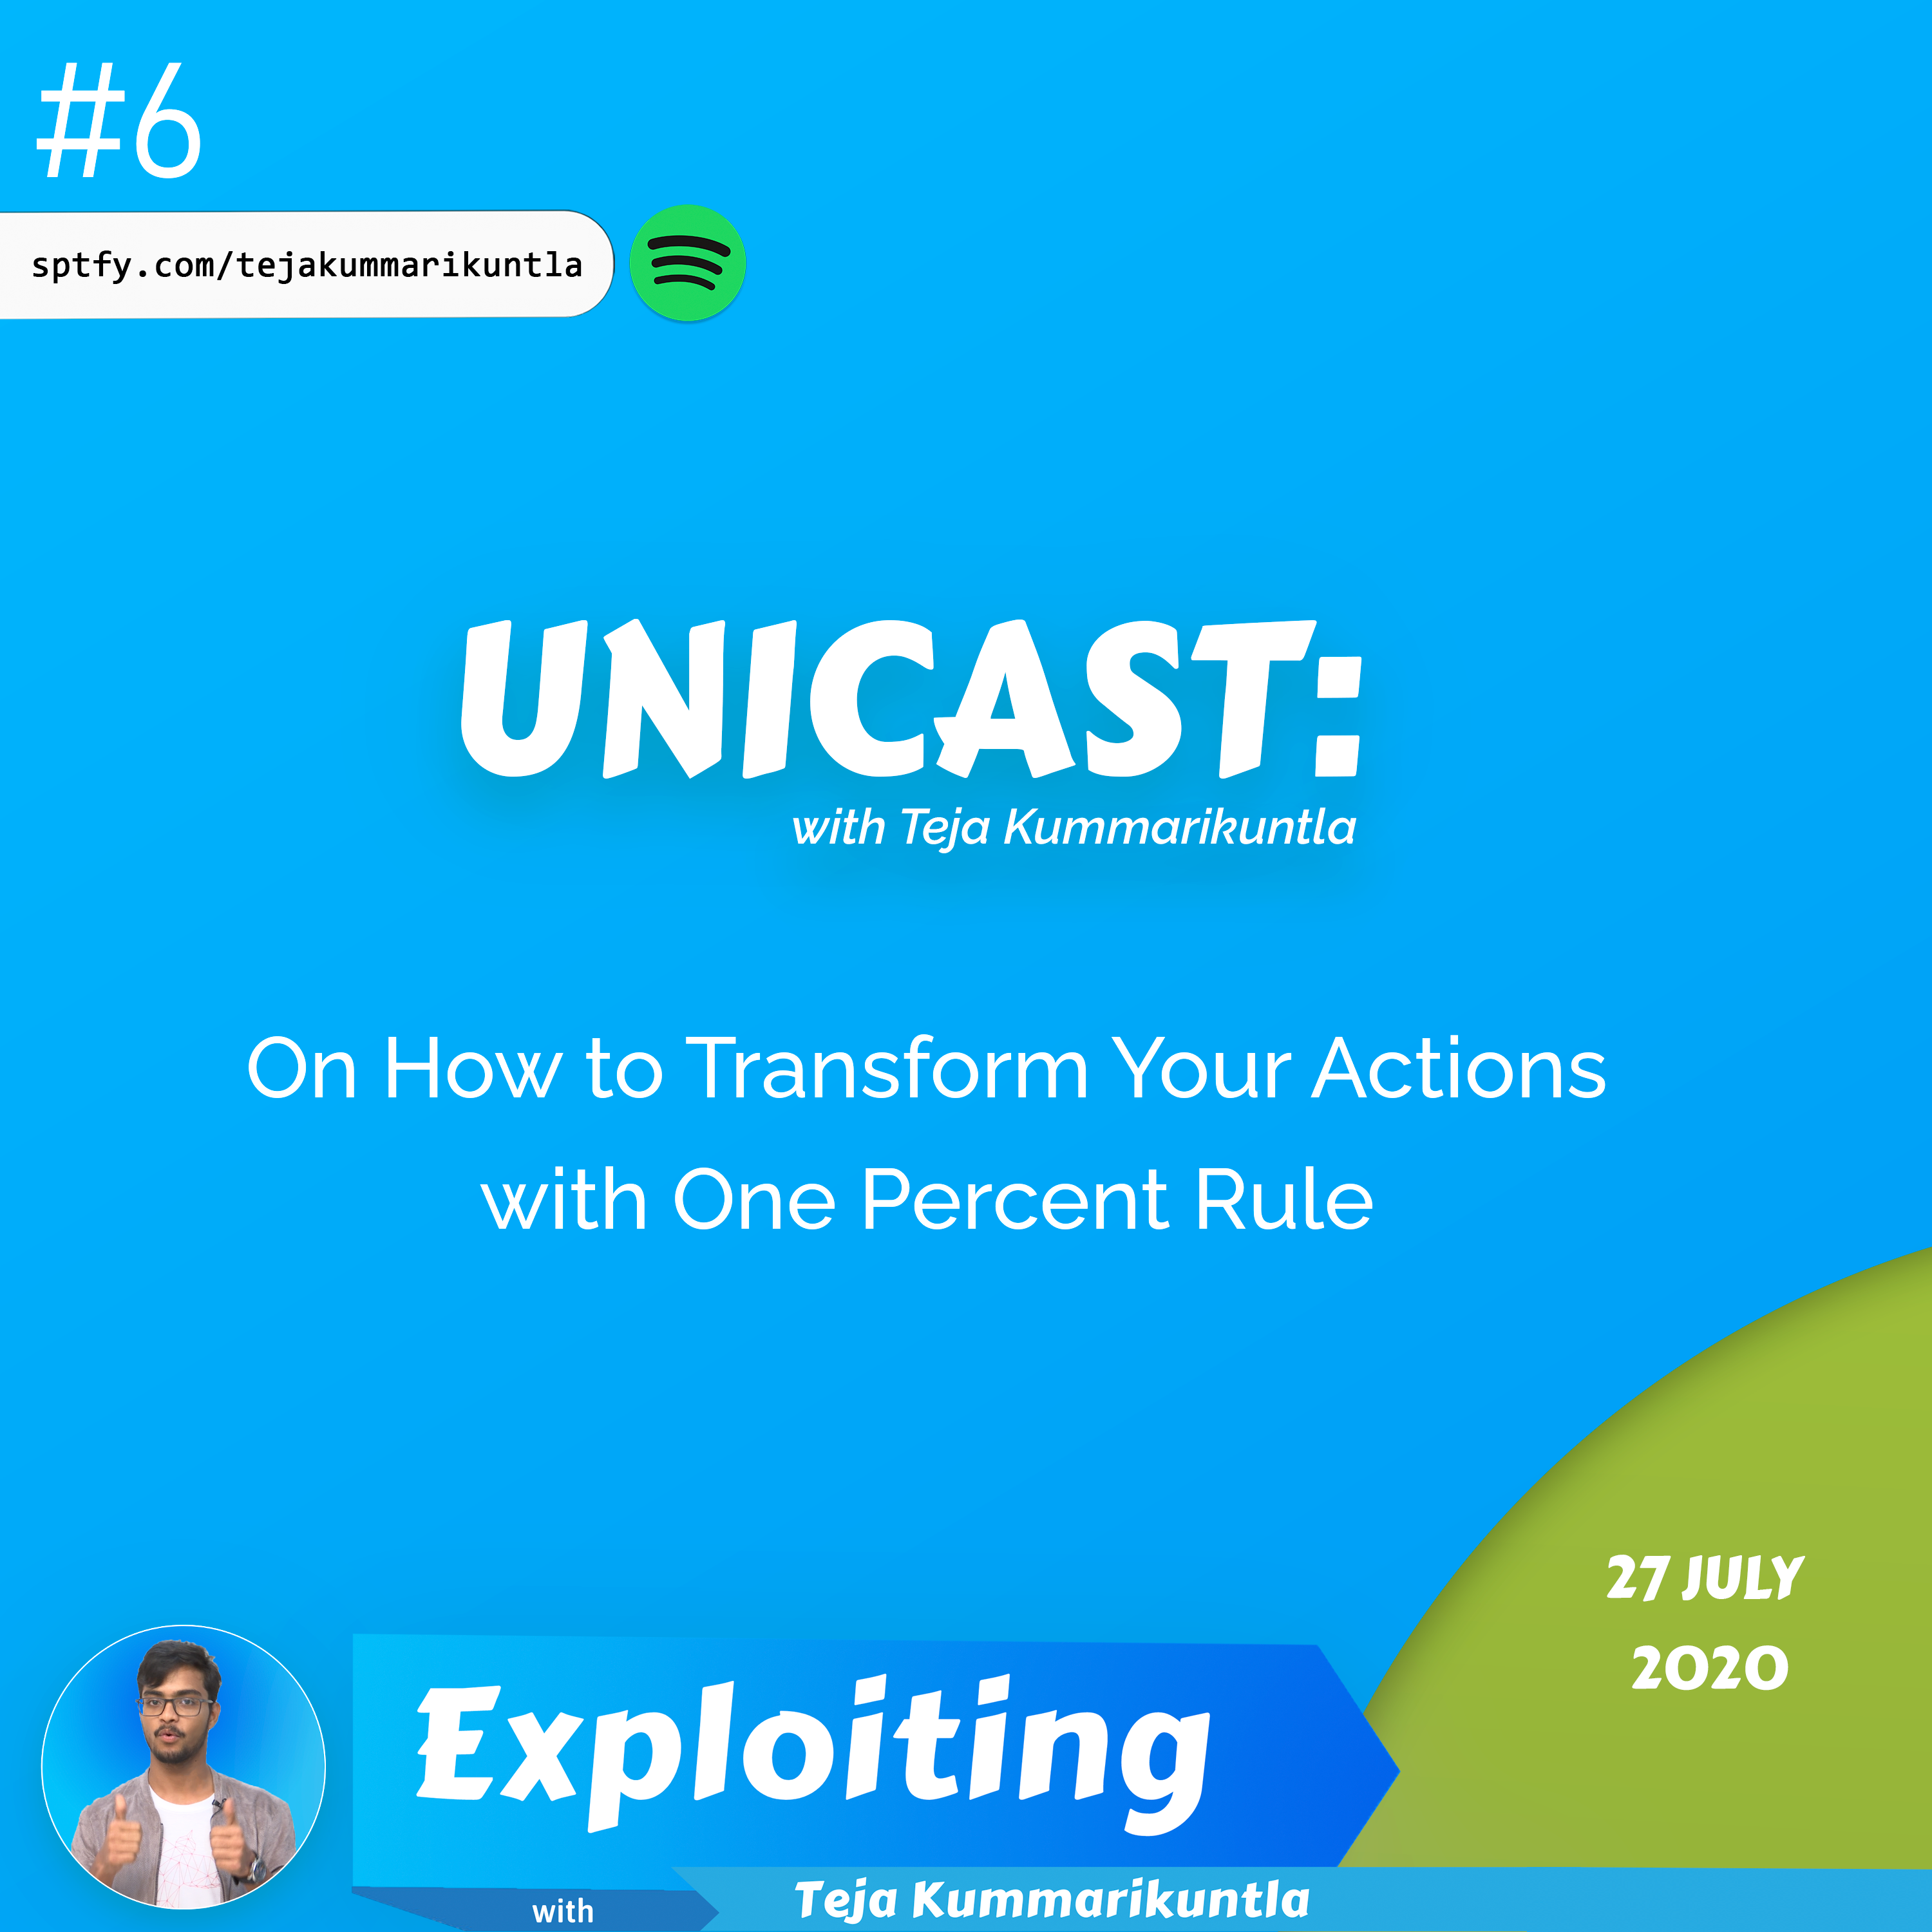 #6
sptfy.com/tejakummarikuntla
UNICAST:
with Teja Kummarikuntla
On How to Transform Your Actions
with One Percent Rule
27 JULY
2020
Exploiting
with Teja Kummarikuntla